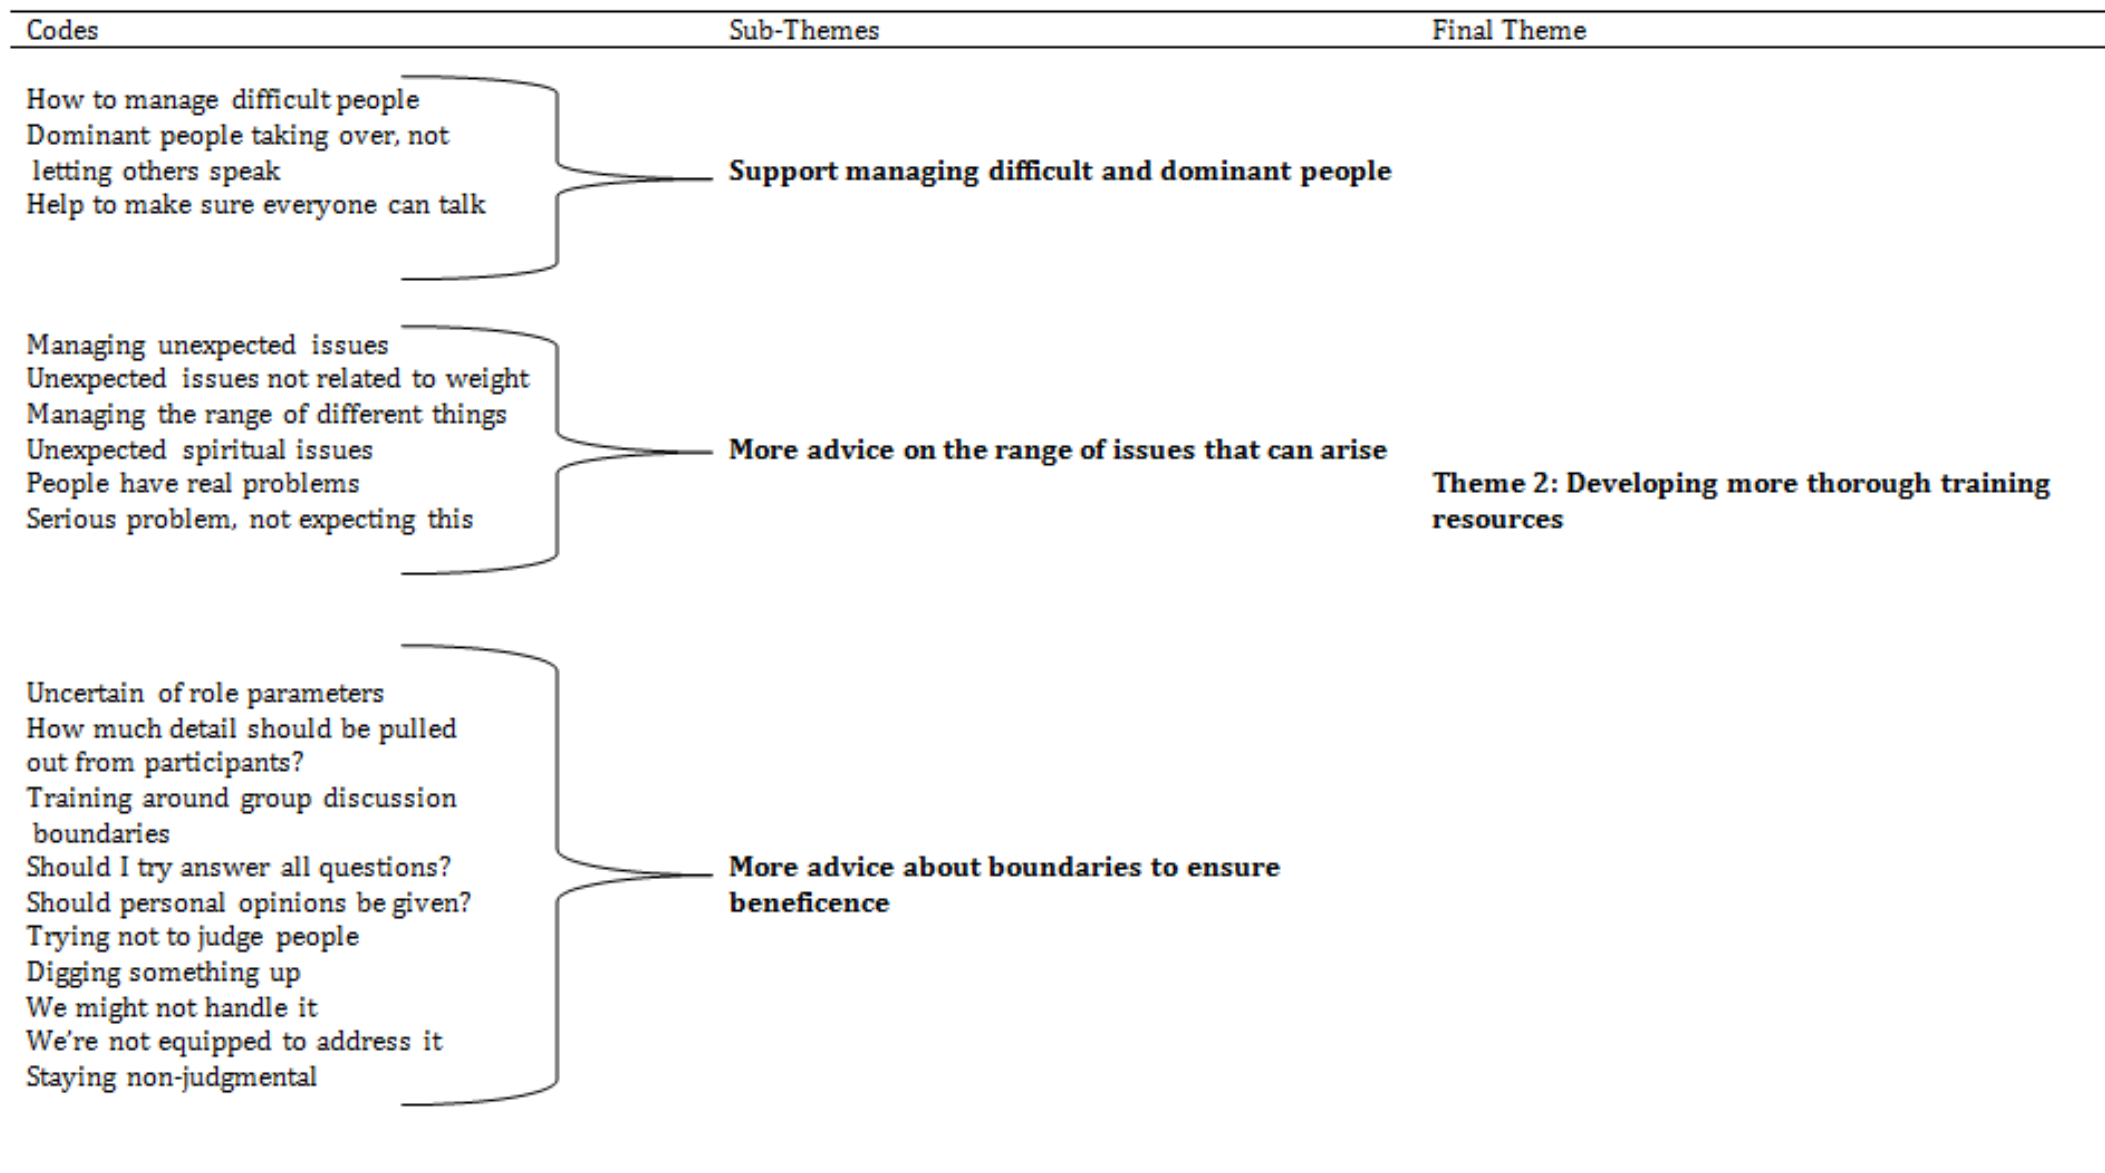 Codes Sub-Themes Final Theme
How to manage difficult people
Dominant people taking over, not
letting others speak
Help to make sure everyone can talk
Support managing difficult and dominant people
Managing unexpected issues
Unexpected issues not related to weight
Managing the range of different things
Unexpected spiritual issues
People have real problems
Serious problem, not expecting this
More advice on the range of issues that can arise
Theme 2: Developing more thorough training
resources
Uncertain of role parameters
How much detail should be pulled
out from participants?
Training around group discussion
boundaries
Should I try answer all questions?
Should personal opinions be given?
Trying not to judge people
Digging something up
We might not handle it
We're not equipped to address it
Staying non-judgmental
More advice about boundaries to ensure
beneficence